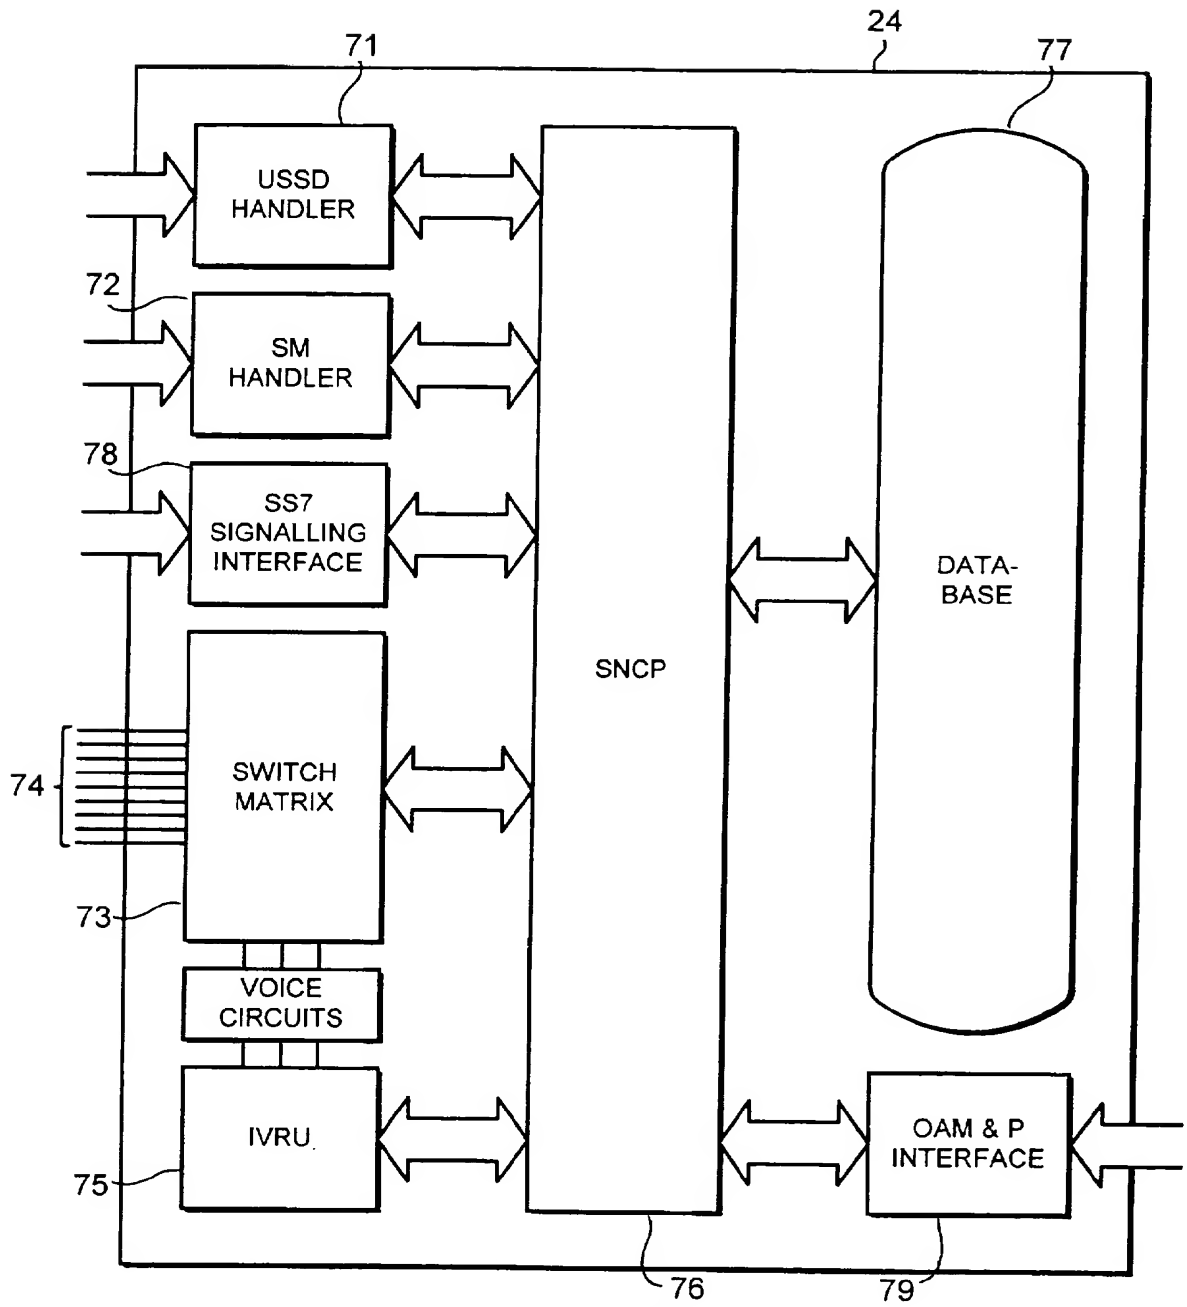 24
71
77
USSD
HANDLER
72
SM
HANDLER
78
SS7
SIGNALLING
INTERFACE
DATA-
BASE
SNCP
74
SWITCH
MATRIX
73
VOICE
CIRCUITS
IVRU
75
OAM & P
INTERFACE
76
79